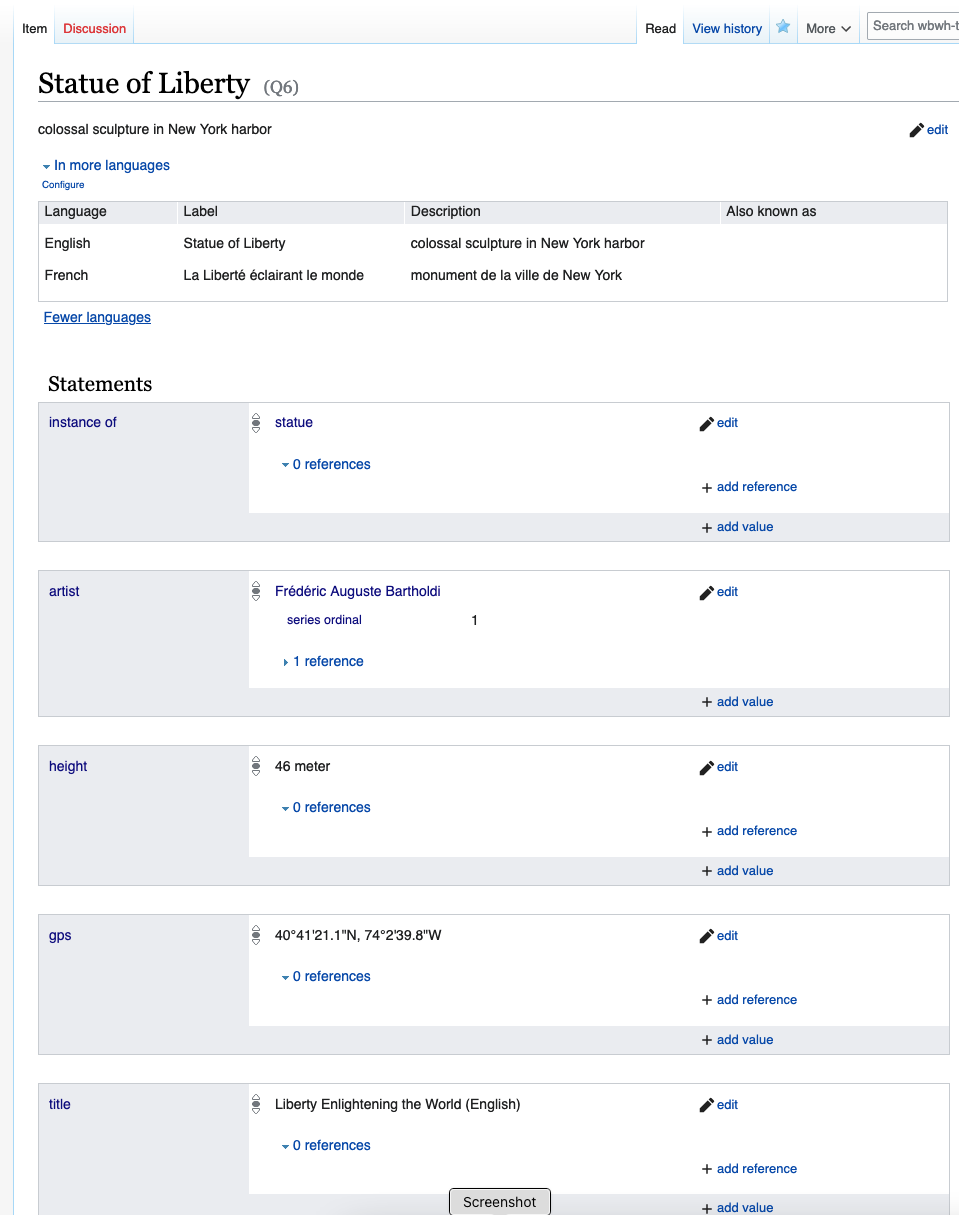 Item Discussion Read View history More Search wbwh-t
Statue of Liberty (Q6)
colossal sculpture in New York harbor edit
In more languages
Configure
Language Label Description Also known as
English Statue of Liberty colossal sculpture in New York harbor
French La Liberté éclairant le monde monument de la ville de New York
Fewer languages
Statements
instance of statue edit
0 references
+ add reference
+ add value
artist Frédéric Auguste Bartholdi edit
series ordinal 1
1 reference
+ add value
height 46 meter edit
0 references
+ add reference
+ add value
gps 40°41'21.1"N, 74°2'39.8"W edit
0 references
+ add reference
+ add value
title Liberty Enlightening the World (English) edit
0 references
+ add reference
Screenshot
+ add value